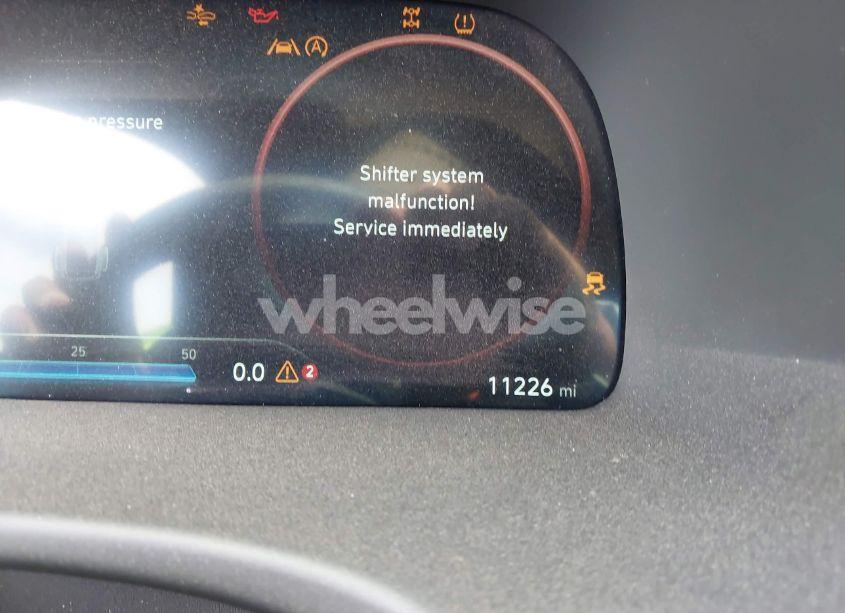 pressure
Shifter system
malfunction!
Service immediately
wheelwise
25 50
0.0 2
11226 mi